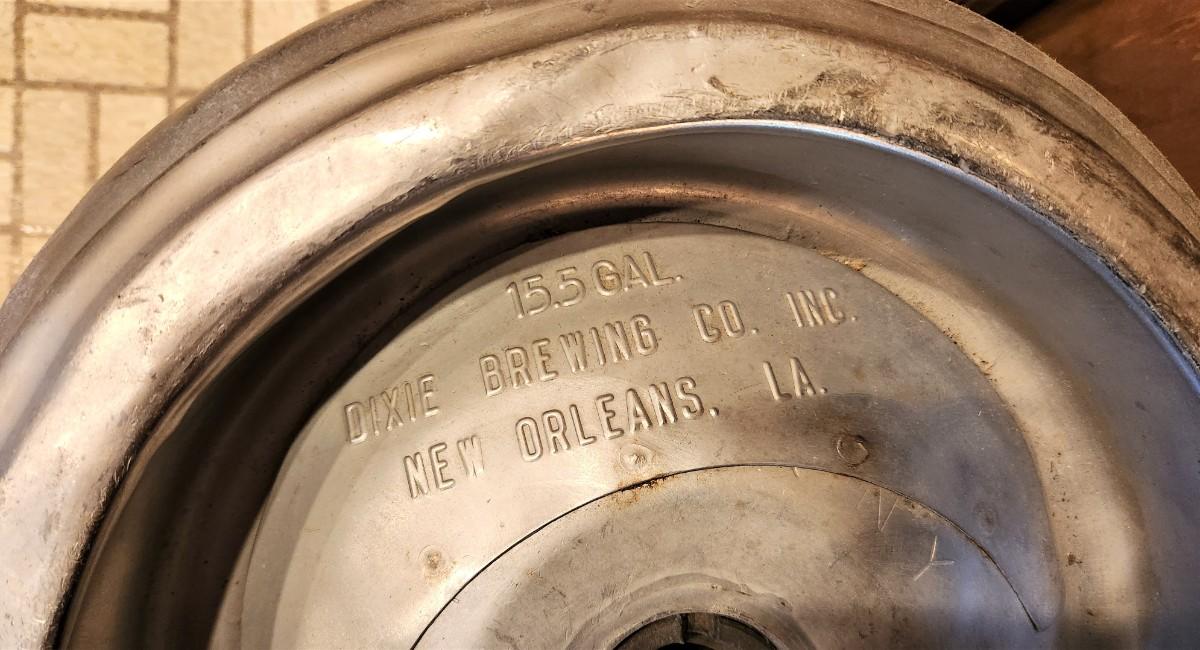 15.5 GAL.
DIXIE BREWING CO. INC.
NEW ORLEANS, LA.